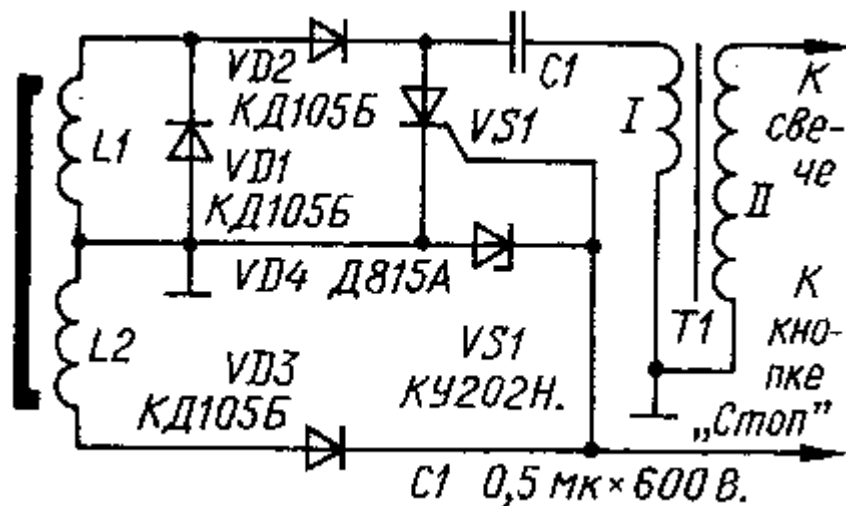 VD2
КД105Б
VD1
КД105Б
L1
VS1
C1
I
II
T1
К
све-
че
VD4 Д815А
L2
VD3
КД105Б
VS1
КУ202Н.
К
кно-
пке
„Стоп”
C1 0,5 мк×600 В.